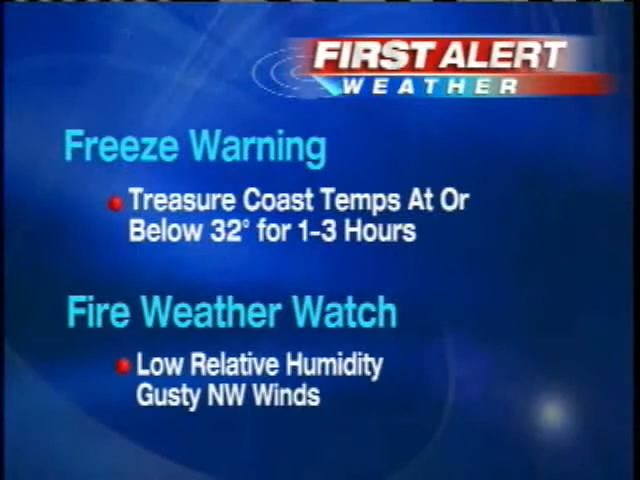 FIRST ALERT
WEATHER
Freeze Warning
Treasure Coast Temps At Or
Below 32° for 1-3 Hours
Fire Weather Watch
Low Relative Humidity
Gusty NW Winds